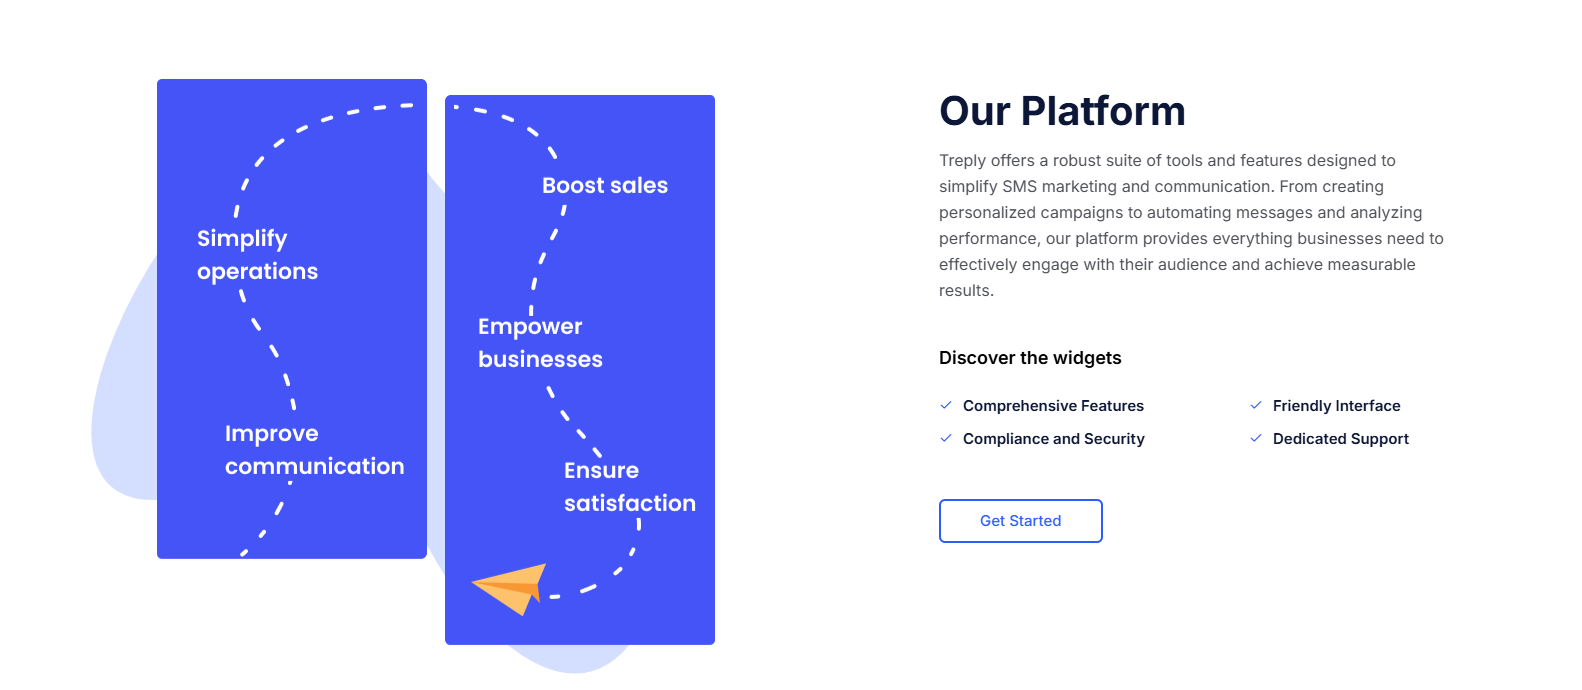 Simplify
operations
Improve
communication
Boost sales
Empower
businesses
Ensure
satisfaction
Our Platform
Treply offers a robust suite of tools and features designed to
simplify SMS marketing and communication. From creating
personalized campaigns to automating messages and analyzing
performance, our platform provides everything businesses need to
effectively engage with their audience and achieve measurable
results.
Discover the widgets
Comprehensive Features
Friendly Interface
Compliance and Security
Dedicated Support
Get Started